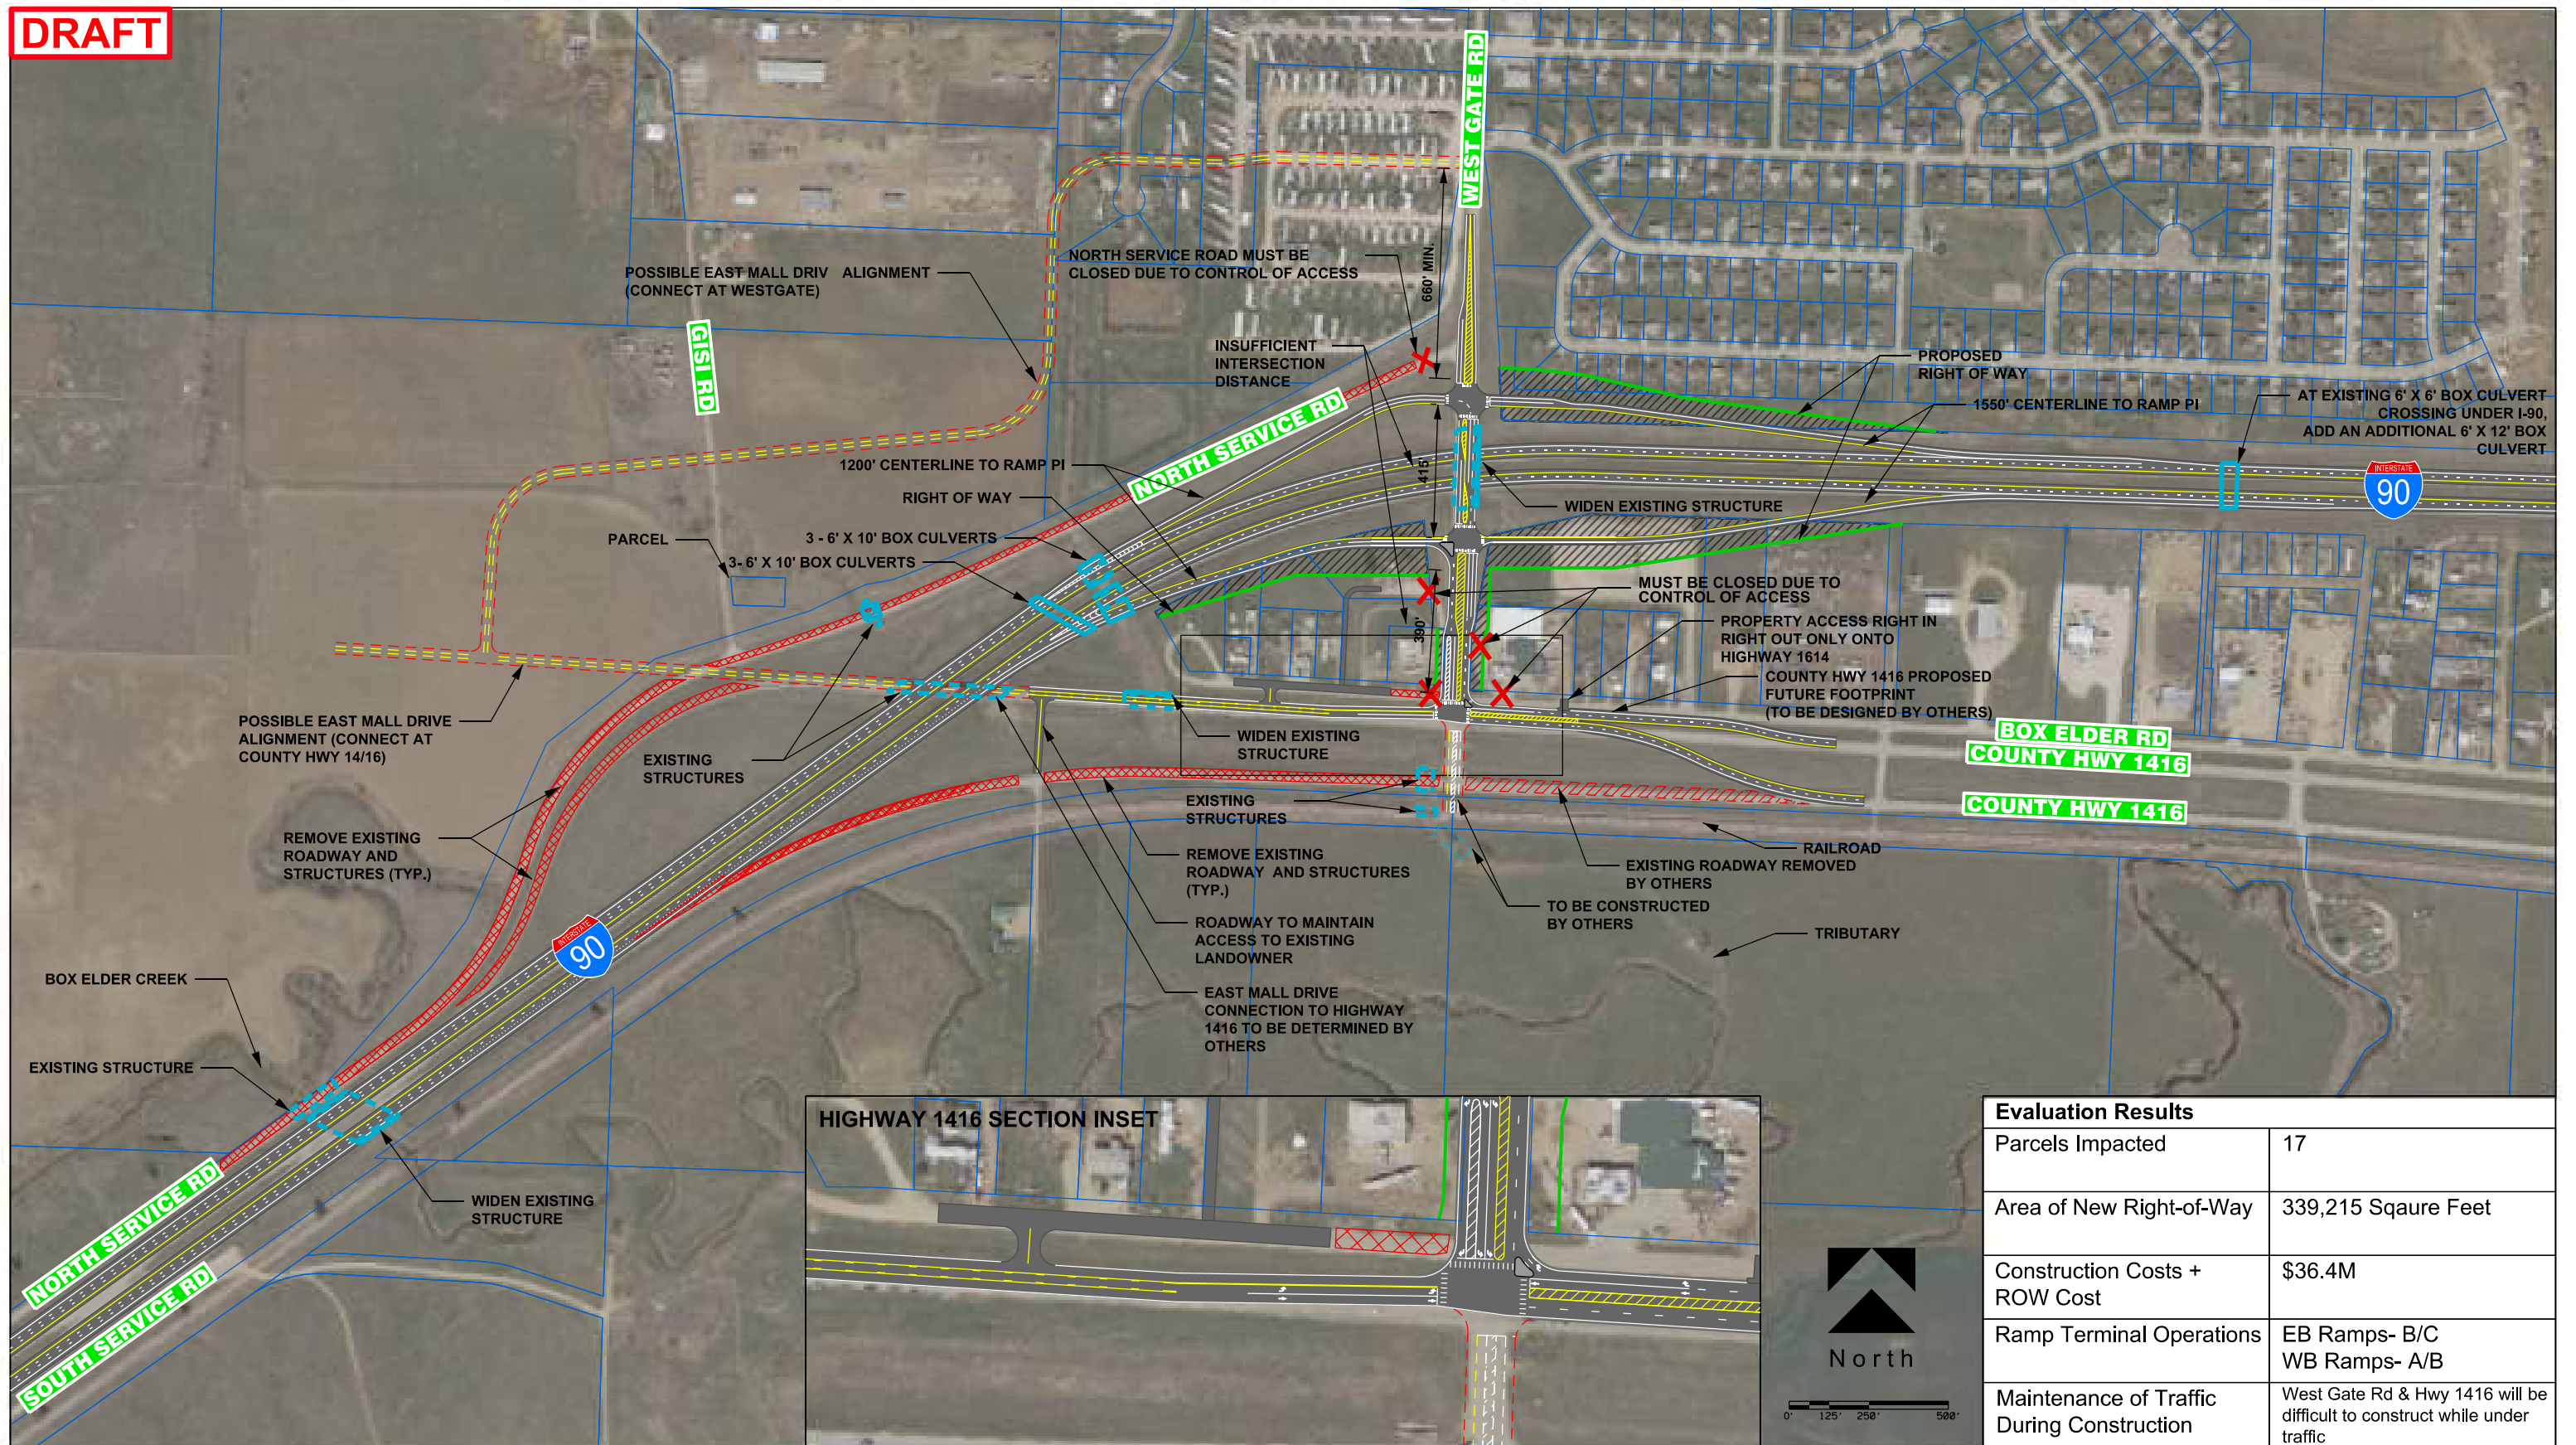 DRAFT
WEST GATE RD
NORTH SERVICE ROAD MUST BE
CLOSED DUE TO CONTROL OF ACCESS
660' MIN.
POSSIBLE EAST MALL DRIV   ALIGNMENT
(CONNECT AT WESTGATE)
GISI RD
INSUFFICIENT
INTERSECTION
DISTANCE
PROPOSED
RIGHT OF WAY
1550' CENTERLINE TO RAMP PI
AT EXISTING 6' X 6' BOX CULVERT
CROSSING UNDER I-90,
ADD AN ADDITIONAL 6' X 12' BOX
CULVERT
NORTH SERVICE RD
1200' CENTERLINE TO RAMP PI
415'
INTERSTATE
90
RIGHT OF WAY
WIDEN EXISTING STRUCTURE
PARCEL
3 - 6' X 10' BOX CULVERTS
3- 6' X 10' BOX CULVERTS
MUST BE CLOSED DUE TO
CONTROL OF ACCESS
390'
PROPERTY ACCESS RIGHT IN
RIGHT OUT ONLY ONTO
HIGHWAY 1614
COUNTY HWY 1416 PROPOSED
FUTURE FOOTPRINT
(TO BE DESIGNED BY OTHERS)
POSSIBLE EAST MALL DRIVE
ALIGNMENT (CONNECT AT
COUNTY HWY 14/16)
EXISTING
STRUCTURES
WIDEN EXISTING
STRUCTURE
BOX ELDER RD
COUNTY HWY 1416
COUNTY HWY 1416
EXISTING
STRUCTURES
REMOVE EXISTING
ROADWAY AND
STRUCTURES (TYP.)
REMOVE EXISTING
ROADWAY  AND STRUCTURES
(TYP.)
RAILROAD
EXISTING ROADWAY REMOVED
BY OTHERS
TO BE CONSTRUCTED
BY OTHERS
ROADWAY TO MAINTAIN
ACCESS TO EXISTING
LANDOWNER
TRIBUTARY
INTERSTATE
90
BOX ELDER CREEK
EAST MALL DRIVE
CONNECTION TO HIGHWAY
1416 TO BE DETERMINED BY
OTHERS
EXISTING STRUCTURE
WIDEN EXISTING
STRUCTURE
NORTH SERVICE RD
SOUTH SERVICE RD
HIGHWAY 1416 SECTION INSET
North
0' 125' 250' 500'
Evaluation Results
Parcels Impacted 17
Area of New Right-of-Way 339,215 Sqaure Feet
Construction Costs + $36.4M
ROW Cost
Ramp Terminal Operations EB Ramps- B/C
WB Ramps- A/B
Maintenance of Traffic West Gate Rd & Hwy 1416 will be
During Construction difficult to construct while under
traffic